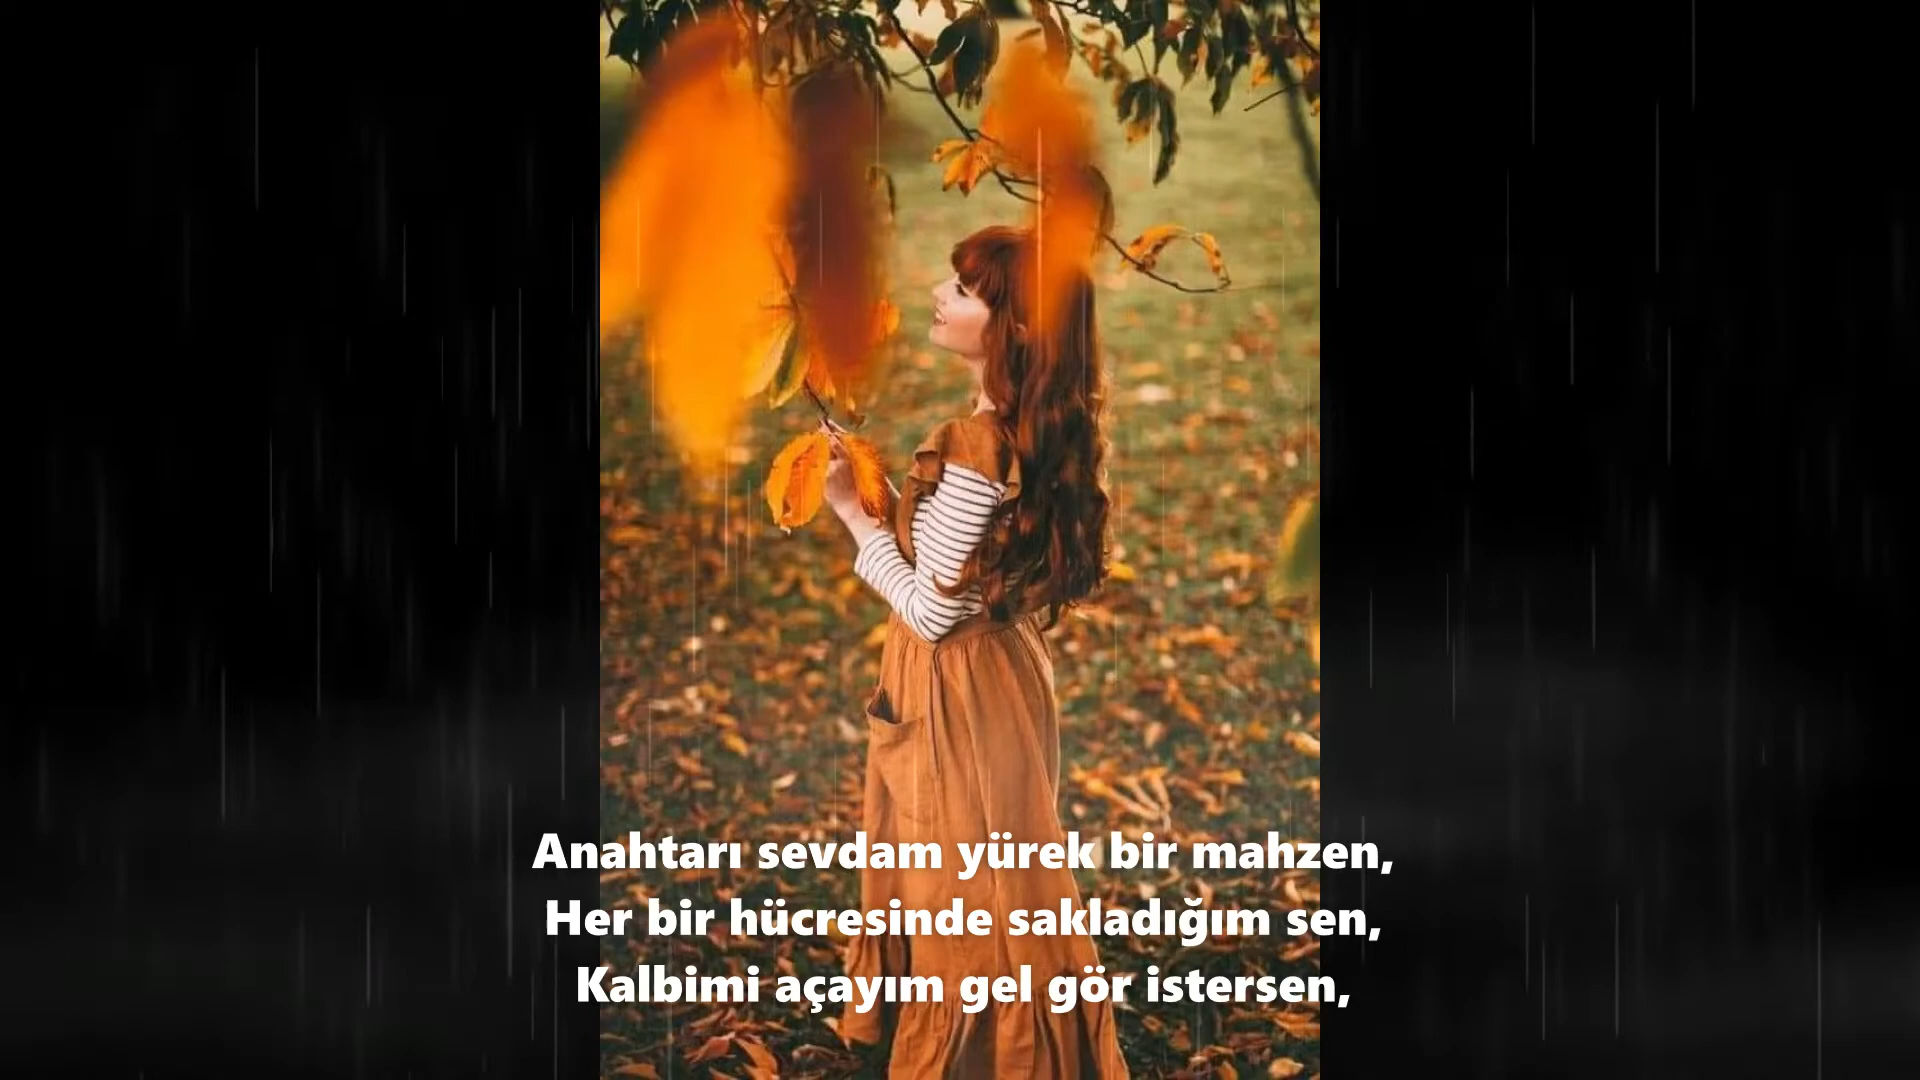 Anahtarı sevdam yürek bir mahzen,
Her bir hücresinde sakladığım sen,
Kalbimi açayım gel gör istersen,